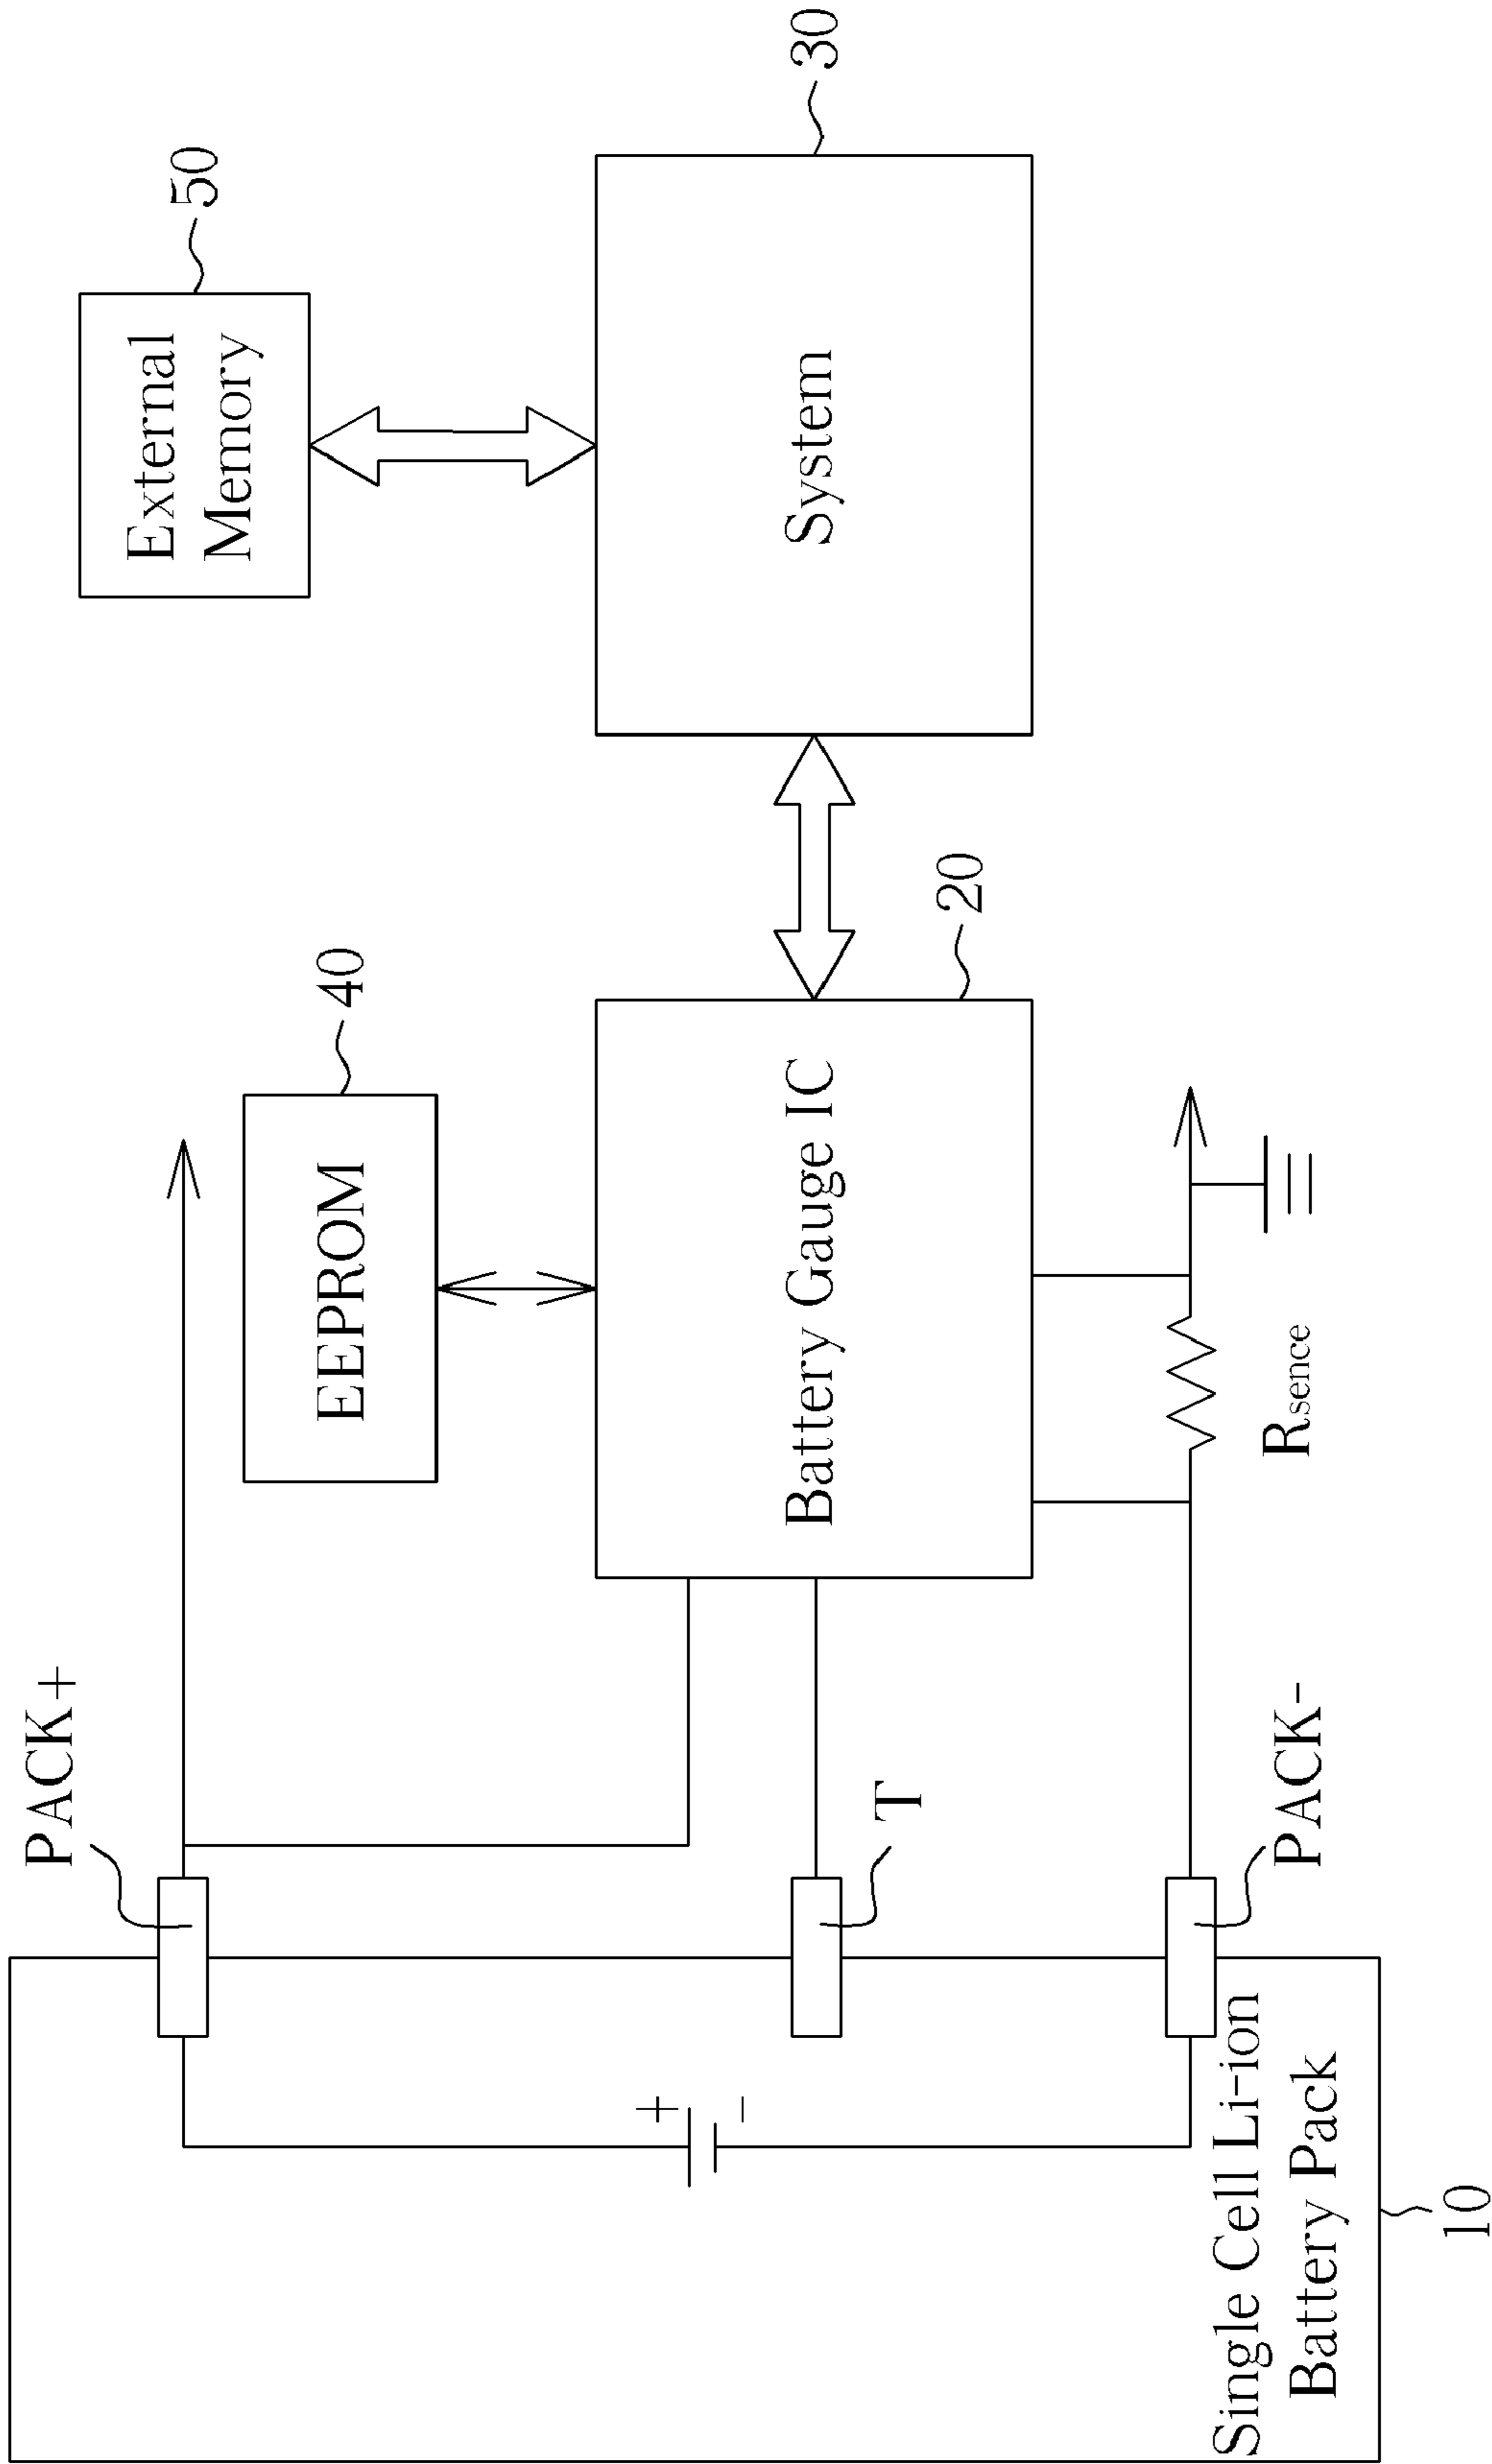 PACK+
EEPROM
40
External
Memory
50
T
Battery Gauge IC
20
System
30
PACK-
Rsence
Single Cell Li-ion
Battery Pack
10